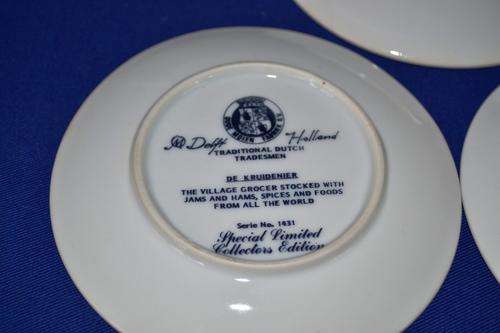 Delft Holland
TRADITIONAL DUTCH
TRADESMEN
DE KRUIDENIER
THE VILLAGE GROCER STOCKED WITH
JAMS AND HAMS, SPICES AND FOODS
FROM ALL THE WORLD
Serie No. 1431
Special Limited
Collectors Edition